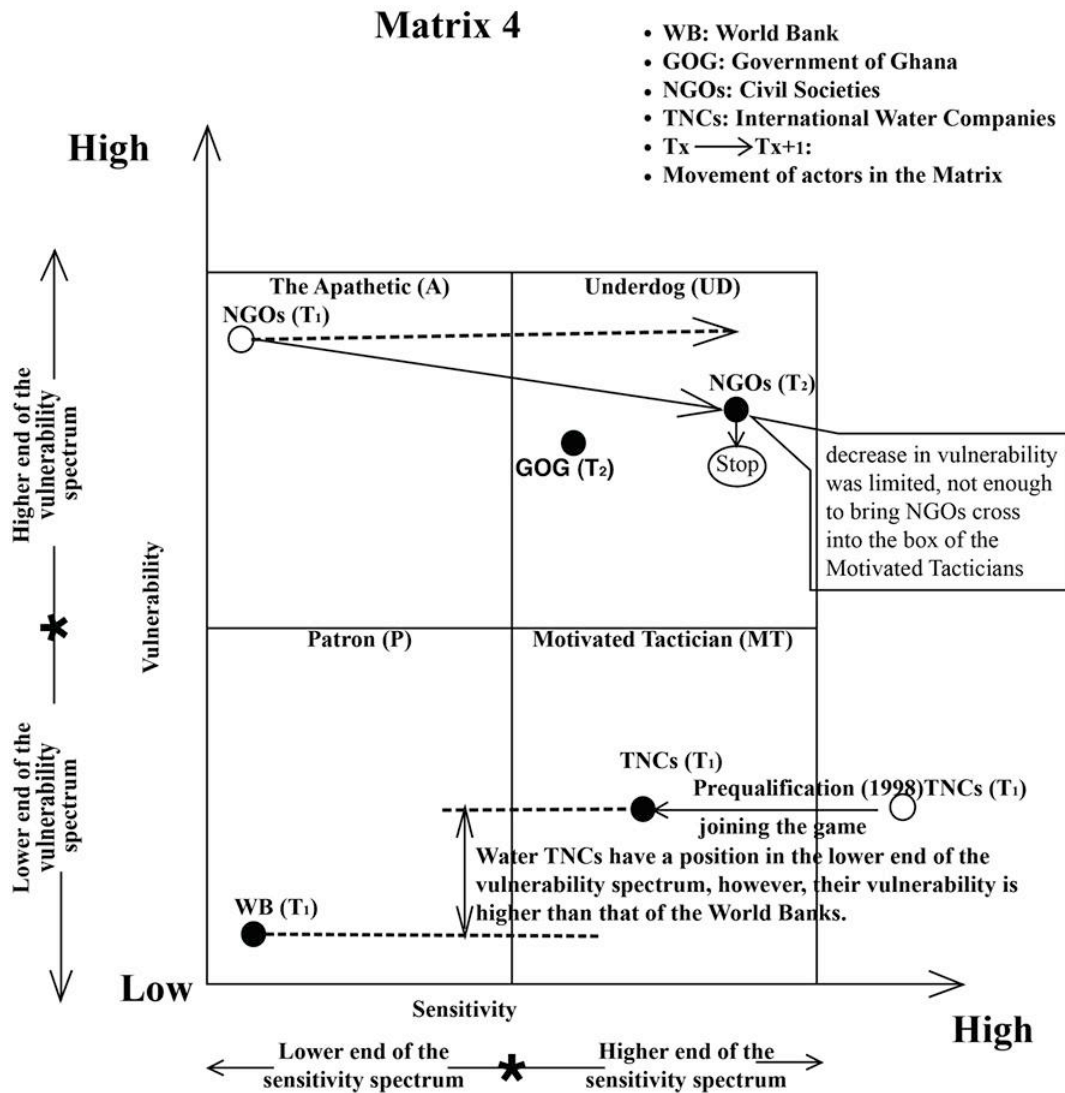 Matrix 4
• WB: World Bank
• GOG: Government of Ghana
• NGOs: Civil Societies
• TNCs: International Water Companies
• Tx ⟶ Tx+1:
• Movement of actors in the Matrix
High
The Apathetic (A)
Underdog (UD)
NGOs (T1)
NGOs (T2)
GOG (T2)
Stop
decrease in vulnerability
was limited, not enough
to bring NGOs cross
into the box of the
Motivated Tacticians
Higher end of the
vulnerability
spectrum
Vulnerability
Lower end of the
vulnerability
spectrum
Patron (P)
Motivated Tactician (MT)
TNCs (T1)
Prequalification (1998)
TNCs (T1)
joining the game
Water TNCs have a position in the lower end of the
vulnerability spectrum, however, their vulnerability is
higher than that of the World Banks.
WB (T1)
Low
Sensitivity
High
Lower end of the
sensitivity spectrum
Higher end of the
sensitivity spectrum